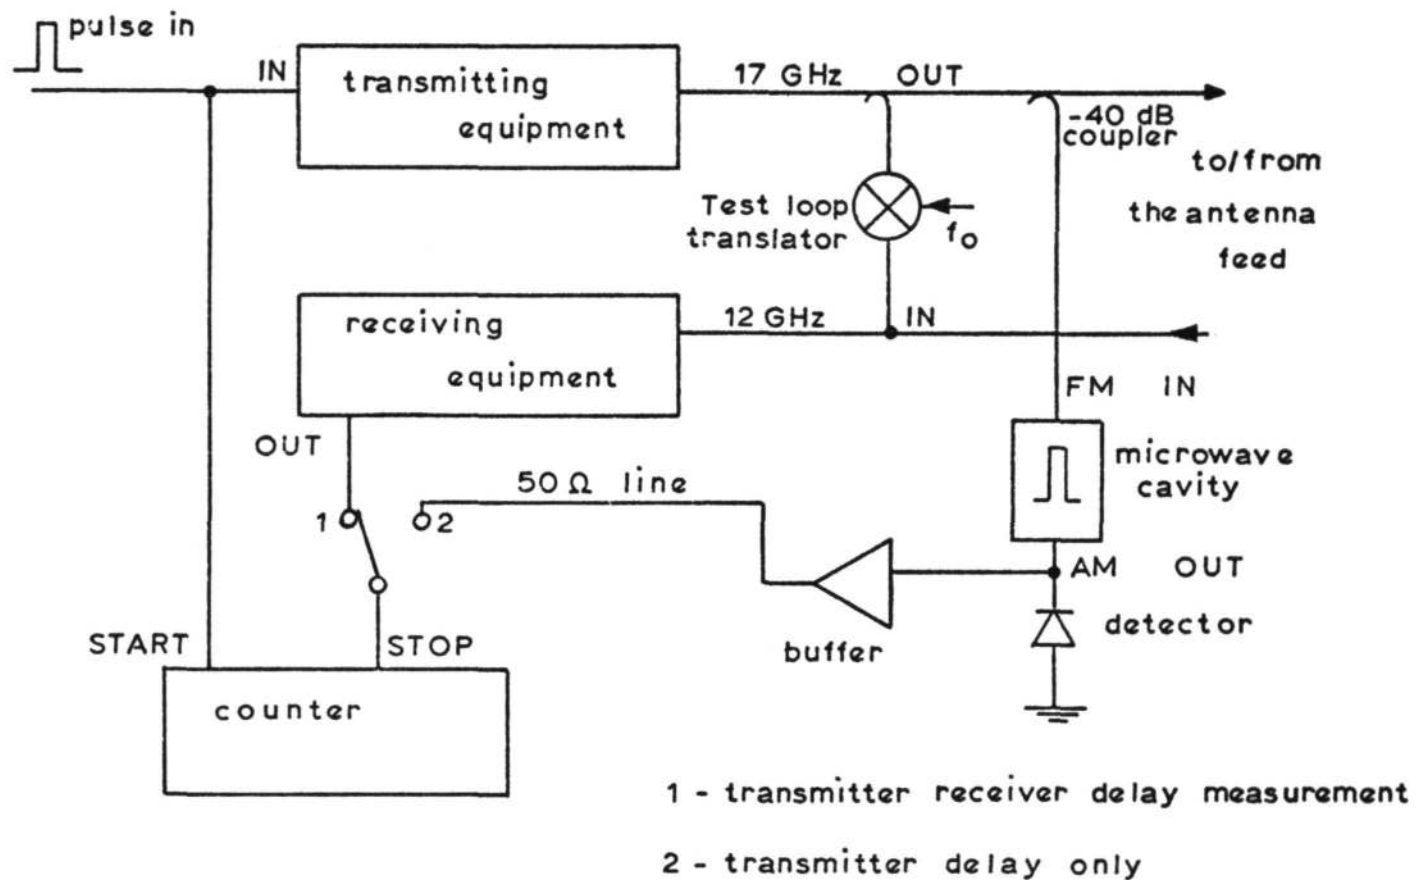 pulse in
IN
transmitting
equipment
17 GHz
OUT
-40 dB
coupler
to/from
the antenna
feed
Test loop
translator
fo
receiving
equipment
12 GHz
IN
FM IN
OUT
microwave
cavity
50 Ω line
1
2
AM OUT
detector
buffer
START
STOP
counter
1 - transmitter receiver delay measurement
2 - transmitter delay only